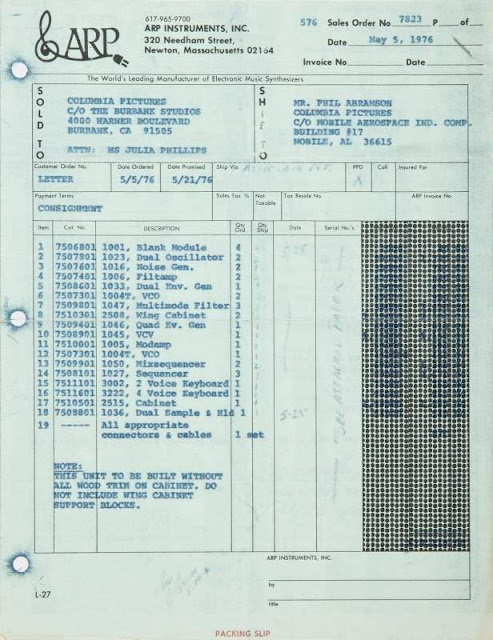 ARP
617-965-9700
ARP INSTRUMENTS, INC.
320 Needham Street,
Newton, Massachusetts 02164
576 Sales Order No 7823 P of
Date May 5, 1976
Invoice No Date
The World's Leading Manufacturer of Electronic Music Synthesizers
SOLD TO
COLUMBIA PICTURES
C/O THE BURBANK STUDIOS
4000 WARNER BOULEVARD
BURBANK, CA 91505
ATTN: MS JULIA PHILLIPS
SHIP TO
MR. PHIL ABRAMSON
COLUMBIA PICTURES
C/O MOBILE AEROSPACE IND. COMP.
BUILDING #17
MOBILE, AL 36615
Customer Order No. Date Ordered Date Promised Ship Via PPD Coll Insured For
LETTER 5/5/76 5/21/76 X
Payment Terms Sales Tax % Not Taxable Tax Resale No. ARP Invoice No.
CONSIGNMENT
Item Cat. No. DESCRIPTION Qty Ord Qty Ship Date Serial No.'s
1 7506801 1001, Blank Module 4
2 7507801 1023, Dual Oscillator 2
3 7507601 1016, Noise Gen. 2
4 7507401 1006, Filtamp 2
5 7508601 1033, Dual Env. Gen 1
6 7507301 1004T, VCO 2
7 7509801 1047, Multimode Filter 3
8 7510301 2508, Wing Cabinet 2
9 7509401 1046, Quad Ev. Gen 1
10 7508901 1045, VCV 1
11 7510001 1005, Modamp 1
12 7507301 1004T, VCO 1
13 7509901 1050, Mixsequencer 2
14 7508101 1027, Sequencer 3
15 7511101 3002, 2 Voice Keyboard 1
16 7511601 3222, 4 Voice Keyboard 1
17 7510501 2515, Cabinet 1
18 7508801 1036, Dual Sample & Hld 1 5-25
19 ----- All appropriate
connectors & cables 1 set
NOTE:
THIS UNIT TO BE BUILT WITHOUT
ALL WOOD TRIM ON CABINET. DO
NOT INCLUDE WING CABINET
SUPPORT BLOCKS.
ARP INSTRUMENTS, INC.
by
title
L-27
PACKING SLIP